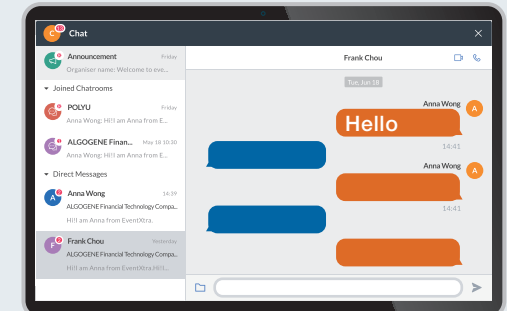 C
10
Chat
Announcement
Friday
Organiser name: Welcome to eve...
Joined Chatrooms
POLYU
Friday
Anna Wong: Hi!I am Anna from E...
ALGOGENE Finan...
May 18 10:30
Anna Wong: Hi!I am Anna from E...
Direct Messages
A
Anna Wong
14:39
ALGOGENE Financial Technology Compa...
Hi!I am Anna from EventXtra.
F
Frank Chou
Yesterday
ALGOGENE Financial Technology Compa...
Hi!I am Anna from EventXtra.Hi!I...
Frank Chou
Tue, Jun 18
Anna Wong
A
Hello
14:41
Anna Wong
A
14:41